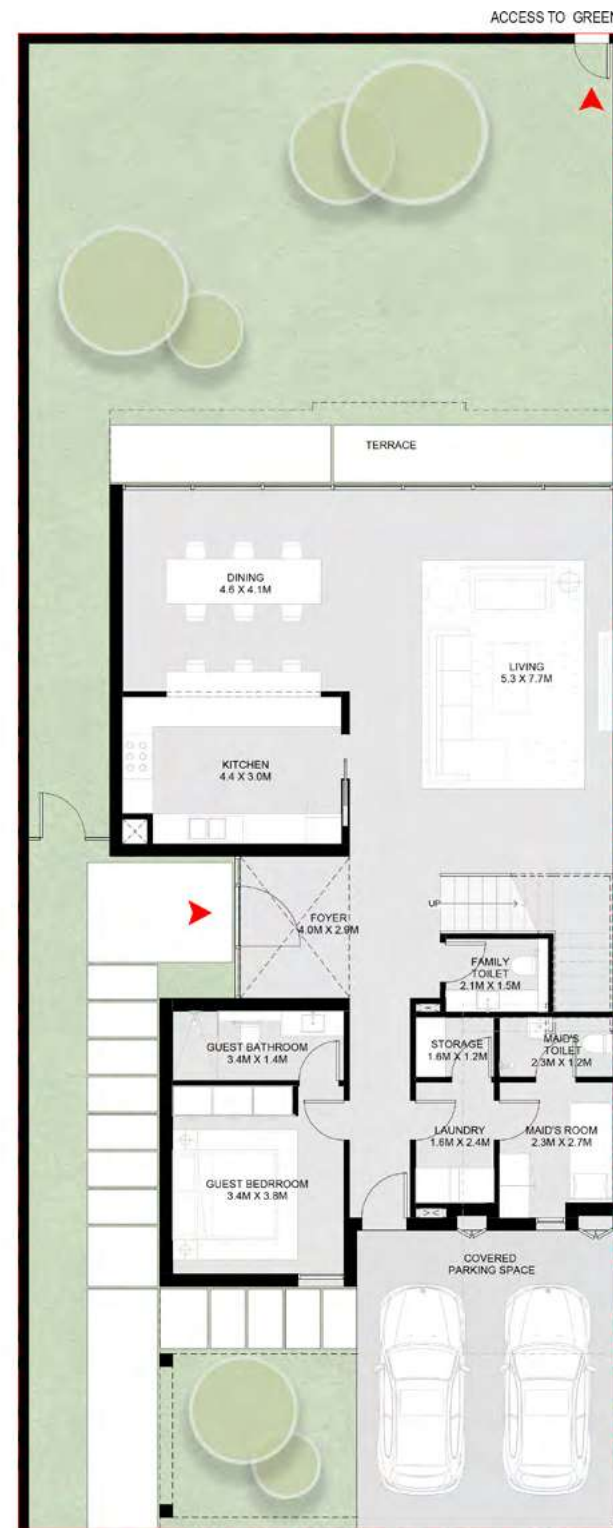 ACCESS TO GREEN
TERRACE
DINING
4.6 X 4.1M
LIVING
5.3 X 7.7M
KITCHEN
4.4 X 3.0M
UP
FOYER
4.0M X 2.9M
FAMILY
TOILET
2.1M X 1.5M
GUEST BATHROOM
3.4M X 1.4M
STORAGE
1.6M X 1.2M
MAID'S
TOILET
2.3M X 1.2M
LAUNDRY
1.6M X 2.4M
MAID'S ROOM
2.3M X 2.7M
GUEST BEDRROOM
3.4M X 3.8M
COVERED
PARKING SPACE